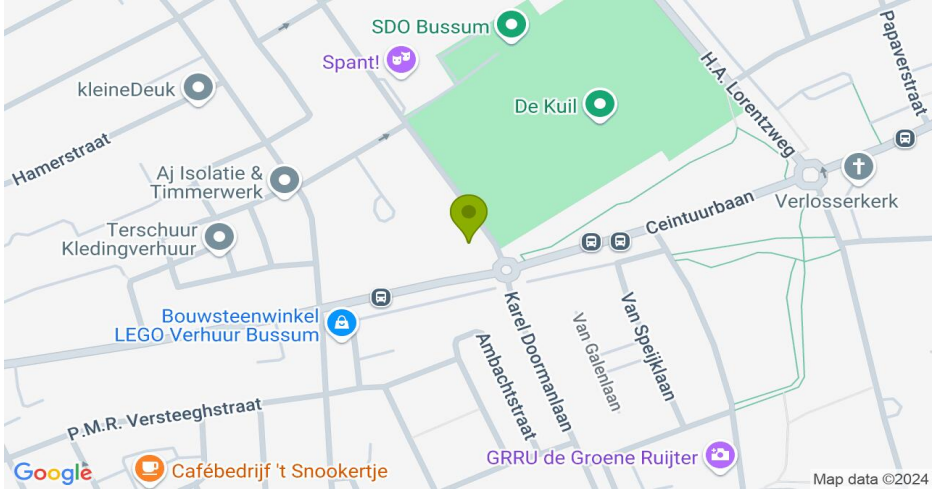 SDO Bussum
Spant!
Papaverstraat
H.A. Lorentzweg
kleineDeuk
De Kuil
Hamerstraat
Aj Isolatie &
Timmerwerk
Verlosserkerk
Ceintuurbaan
Terschuur
Kledingverhuur
Bouwsteenwinkel
LEGO Verhuur Bussum
Karel Doormanlaan
Van Galenlaan
Van Speijklaan
Ambachtstraat
P.M.R. Versteeghstraat
GRRU de Groene Ruijter
Google
Cafébedrijf 't Snookertje
Map data ©2024